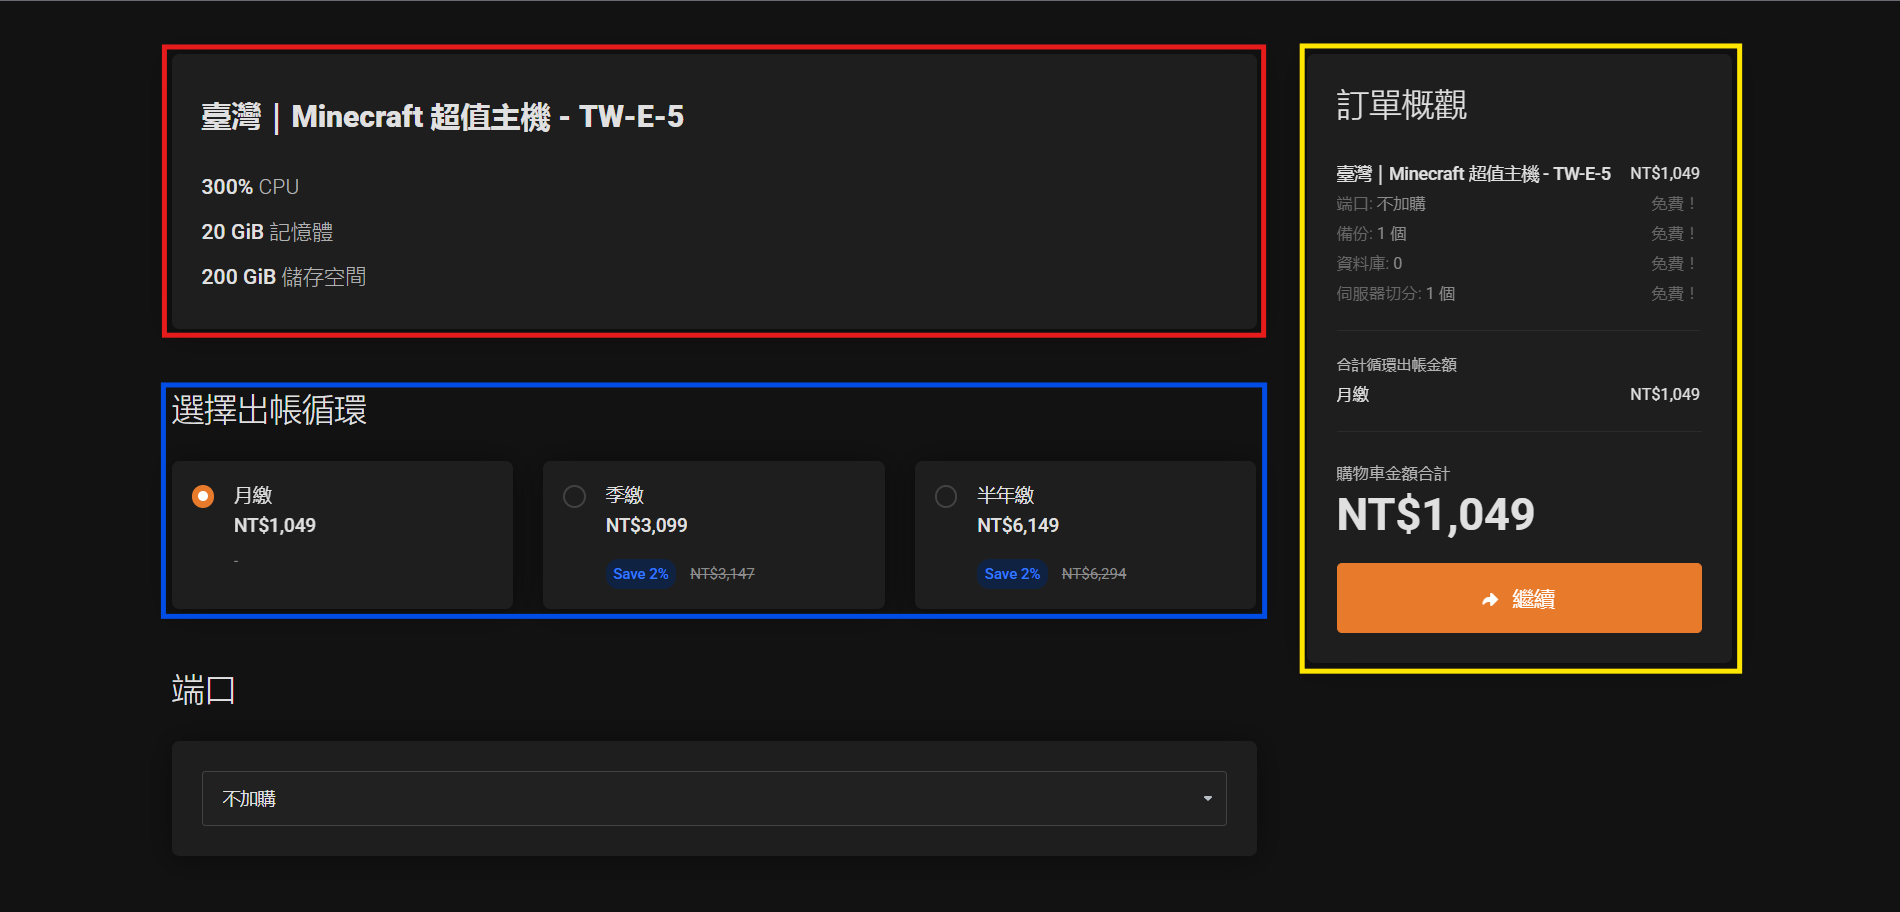 臺灣｜Minecraft 超值主機 - TW-E-5
300% CPU
20 GiB 記憶體
200 GiB 儲存空間
選擇出帳循環
月繳
NT$1,049
-
季繳
NT$3,099
Save 2% NT$3,147
半年繳
NT$6,149
Save 2% NT$6,294
端口
不加購
訂單概觀
臺灣｜Minecraft 超值主機 - TW-E-5 NT$1,049
端口: 不加購 免費！
備份: 1 個 免費！
資料庫: 0 免費！
伺服器切分: 1 個 免費！
合計循環出帳金額
月繳 NT$1,049
購物車金額合計
NT$1,049
繼續